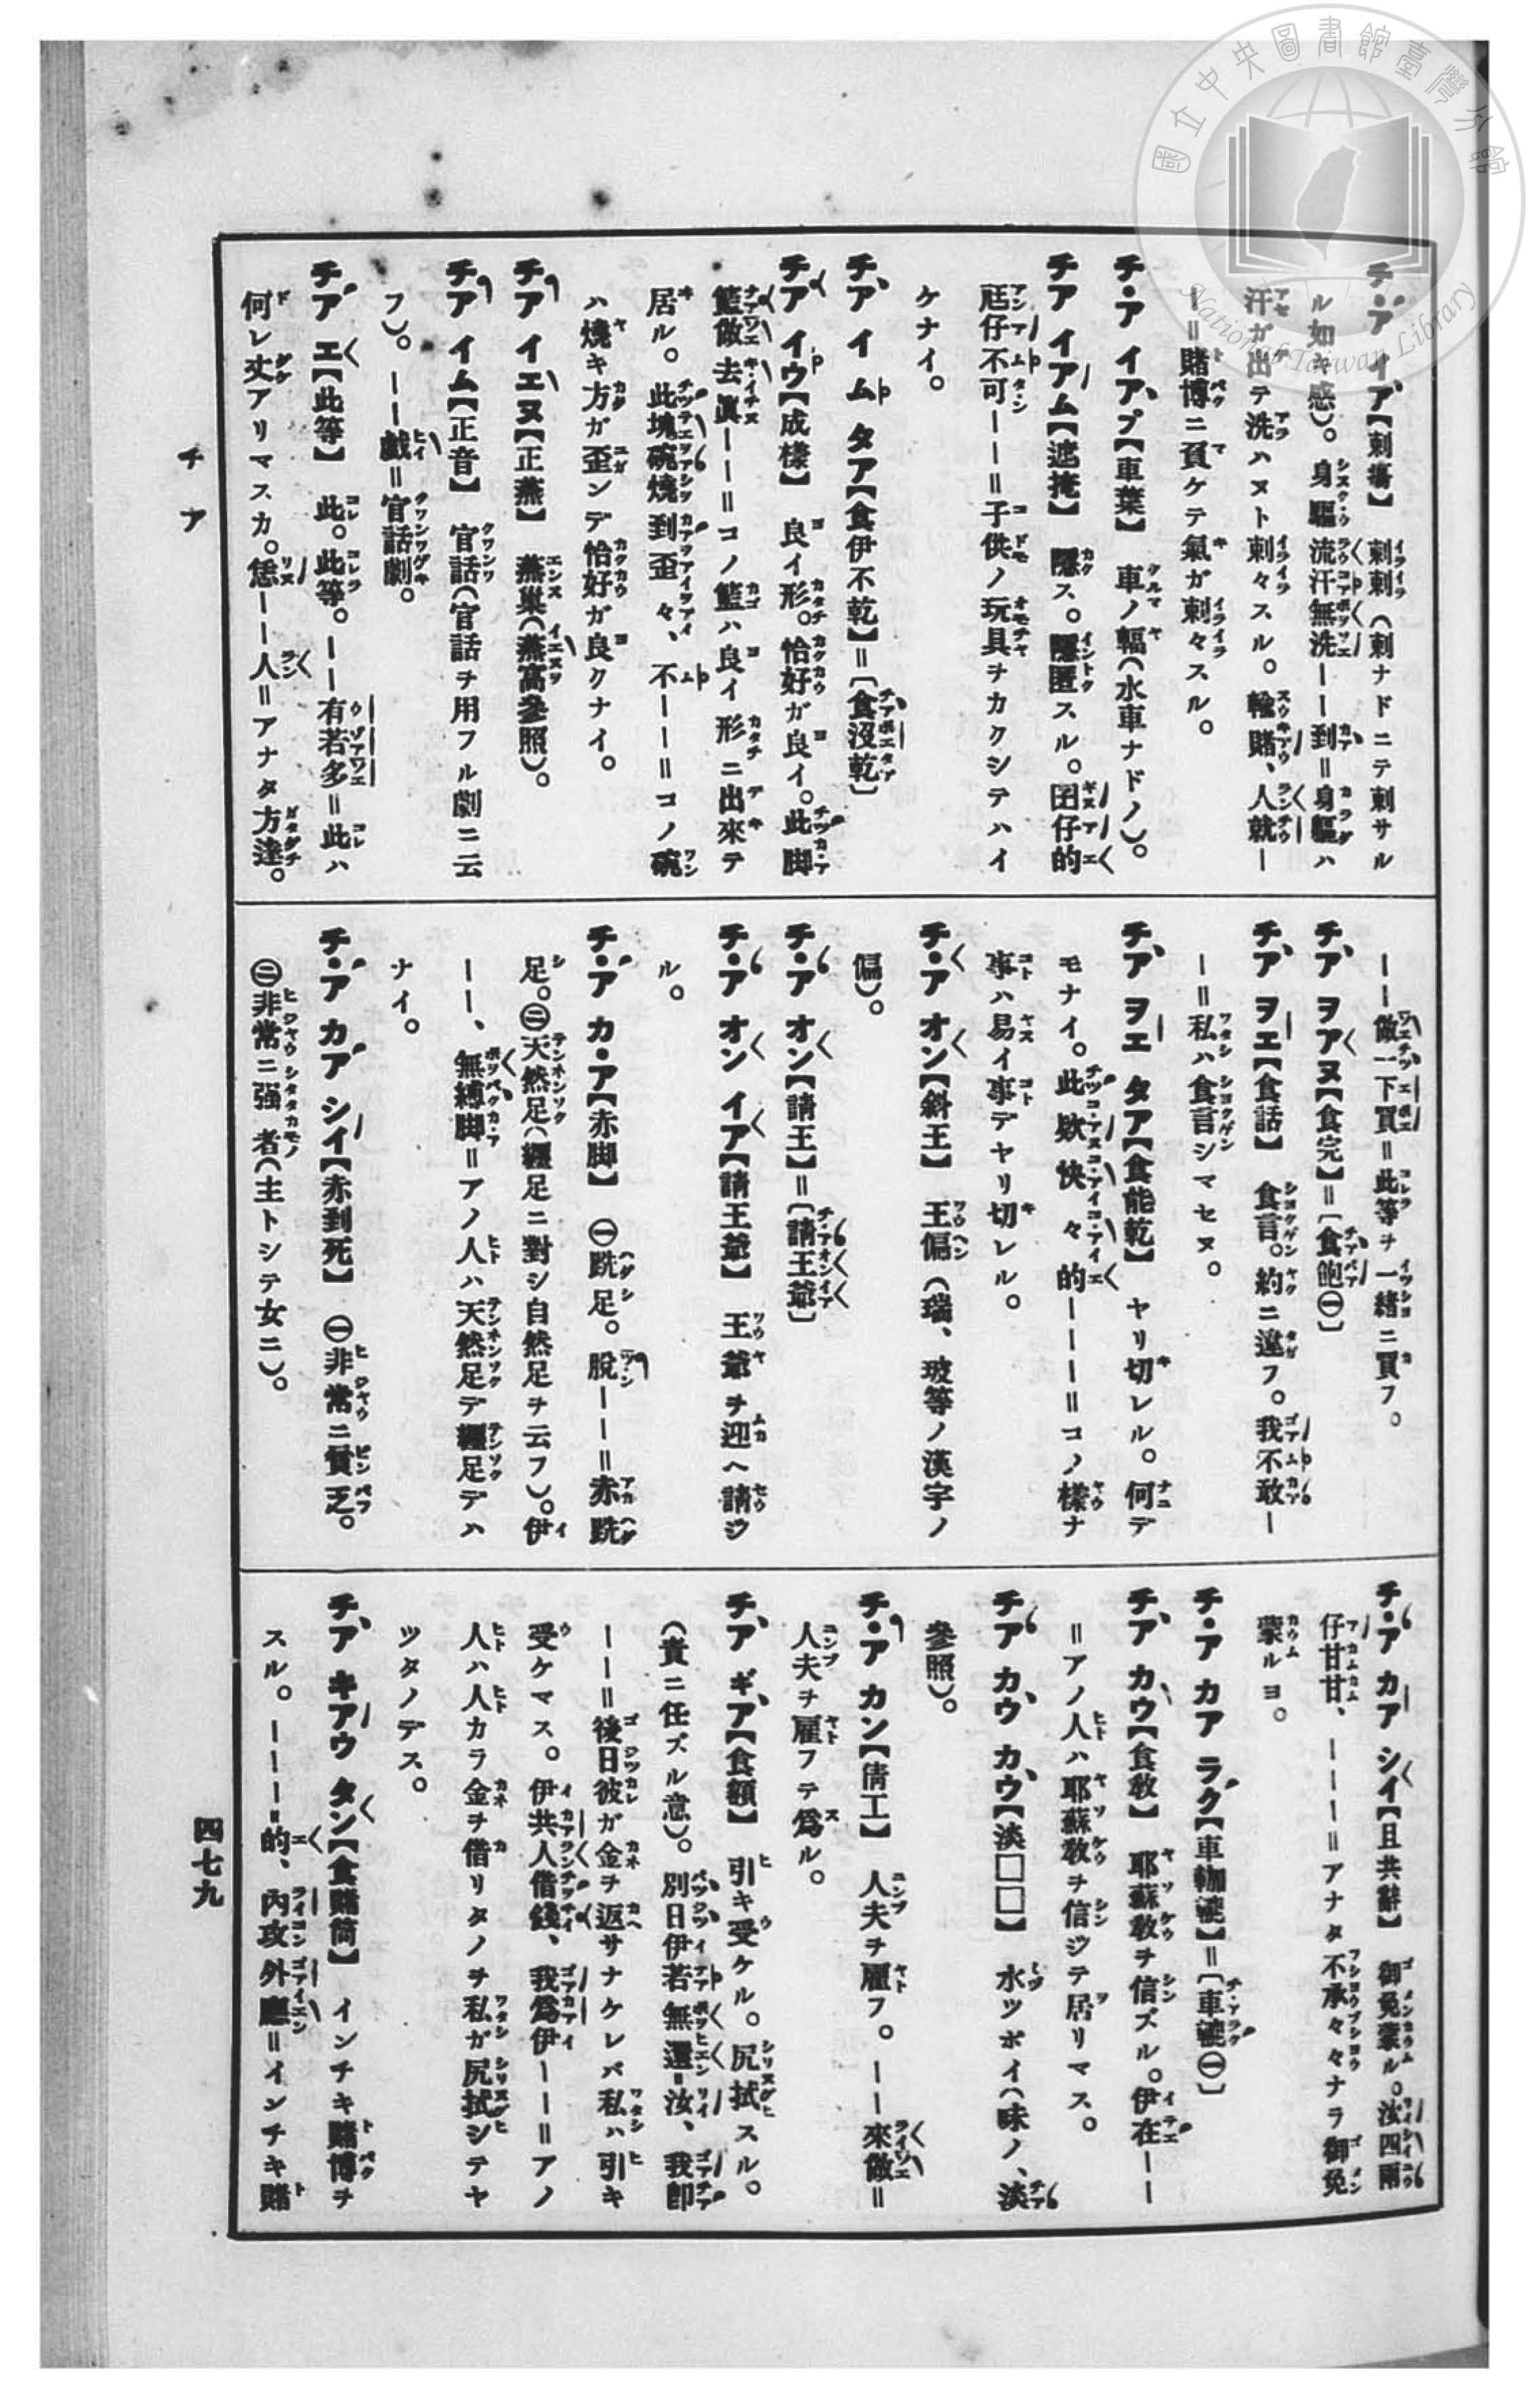 國立中央圖書館臺灣分館
National Taiwan Library
チ・ア イア【刺瘍】 刺刺(刺ナドニテ刺サル
ル如キ感)。身軀流汗無洗——到=身軀ハ
汗ガ出テ洗ハヌト刺々スル。輸賭、人就—
—=賭博ニ負ケテ氣ガ刺々スル。
チ・ア イアプ【車葉】 車ノ輻(水車ナドノ)。
チア イアム【遮掩】 隱ス。隱匿スル。囝仔的
尫仔不可——=子供ノ玩具ヲカクシテハイ
ケナイ。
チア イ ム タア【食伊不乾】=〔食沒乾〕
チア イウ【成樣】 良イ形。恰好ガ良イ。此脚
籃做去眞——=コノ籃ハ良イ形ニ出來テ
居ル。此塊碗燒到歪々、不——=コノ碗
ハ燒キ方ガ歪ンデ恰好ガ良クナイ。
チア イエヌ【正燕】 燕巢(燕窩參照)。
チア イム【正音】 官話(官話ヲ用フル劇ニ云
フ)。——戲=官話劇。
チア エ【此等】 此。此等。——有若多=此ハ
何レ丈アリマスカ。恁——人=アナタ方達。
——做一下買=此等ヲ一緒ニ買フ。
チア ヲアヌ【食完】=〔食飽㊀〕
チア ヲエ【食話】 食言。約ニ違フ。我不敢—
—=私ハ食言シマセヌ。
チア ヲエ タア【食能乾】 ヤリ切レル。何デ
モナイ。此款快々的———=コノ樣ナ
事ハ易イ事デヤリ切レル。
チ・ア オン【斜王】 王偏(瑞、玻等ノ漢字ノ
偏)。
チ・ア オン【請王】=〔請王爺〕
チ・ア オン イア【請王爺】 王爺ヲ迎ヘ請ジ
ル。
チ・ア カ・ア【赤脚】 ㊀跣足。脫——=赤跣
足。㊁天然足(纏足ニ對シ自然足ヲ云フ)。伊
——、無縛脚=アノ人ハ天然足デ纏足デハ
ナイ。
チ・ア カア シイ【赤到死】 ㊀非常ニ貧乏。
㊁非常ニ强者(主トシテ女ニ)。
チ・ア カア シイ【且共辭】 御免蒙ル。汝四兩
仔甘甘、———=アナタ不承々々ナラ御免
蒙ルヨ。
チ・ア カア ラク【車枷轆】=〔車轆㊀〕
チア カウ【食敎】 耶蘇敎ヲ信ズル。伊在——
=アノ人ハ耶蘇敎ヲ信ジテ居リマス。
チア カウ カウ【淡□□】 水ツポイ(味ノ、淡
參照)。
チ・ア カン【倩工】 人夫ヲ雇フ。——來做=
人夫ヲ雇フテ爲ル。
チア ギア【食額】 引キ受ケル。尻拭スル。
(責ニ任ズル意)。別日伊若無還汝、我卽
——=後日彼ガ金ヲ返サナケレバ私ハ引キ
受ケマス。伊共人借錢、我爲伊——=アノ
人ハ人カラ金ヲ借リタノヲ私ガ尻拭シテヤ
ツタノデス。
チア キアウ タン【食賭筒】 インチキ賭博ヲ
スル。———的、內攻外應=インチキ賭
チア
四七九